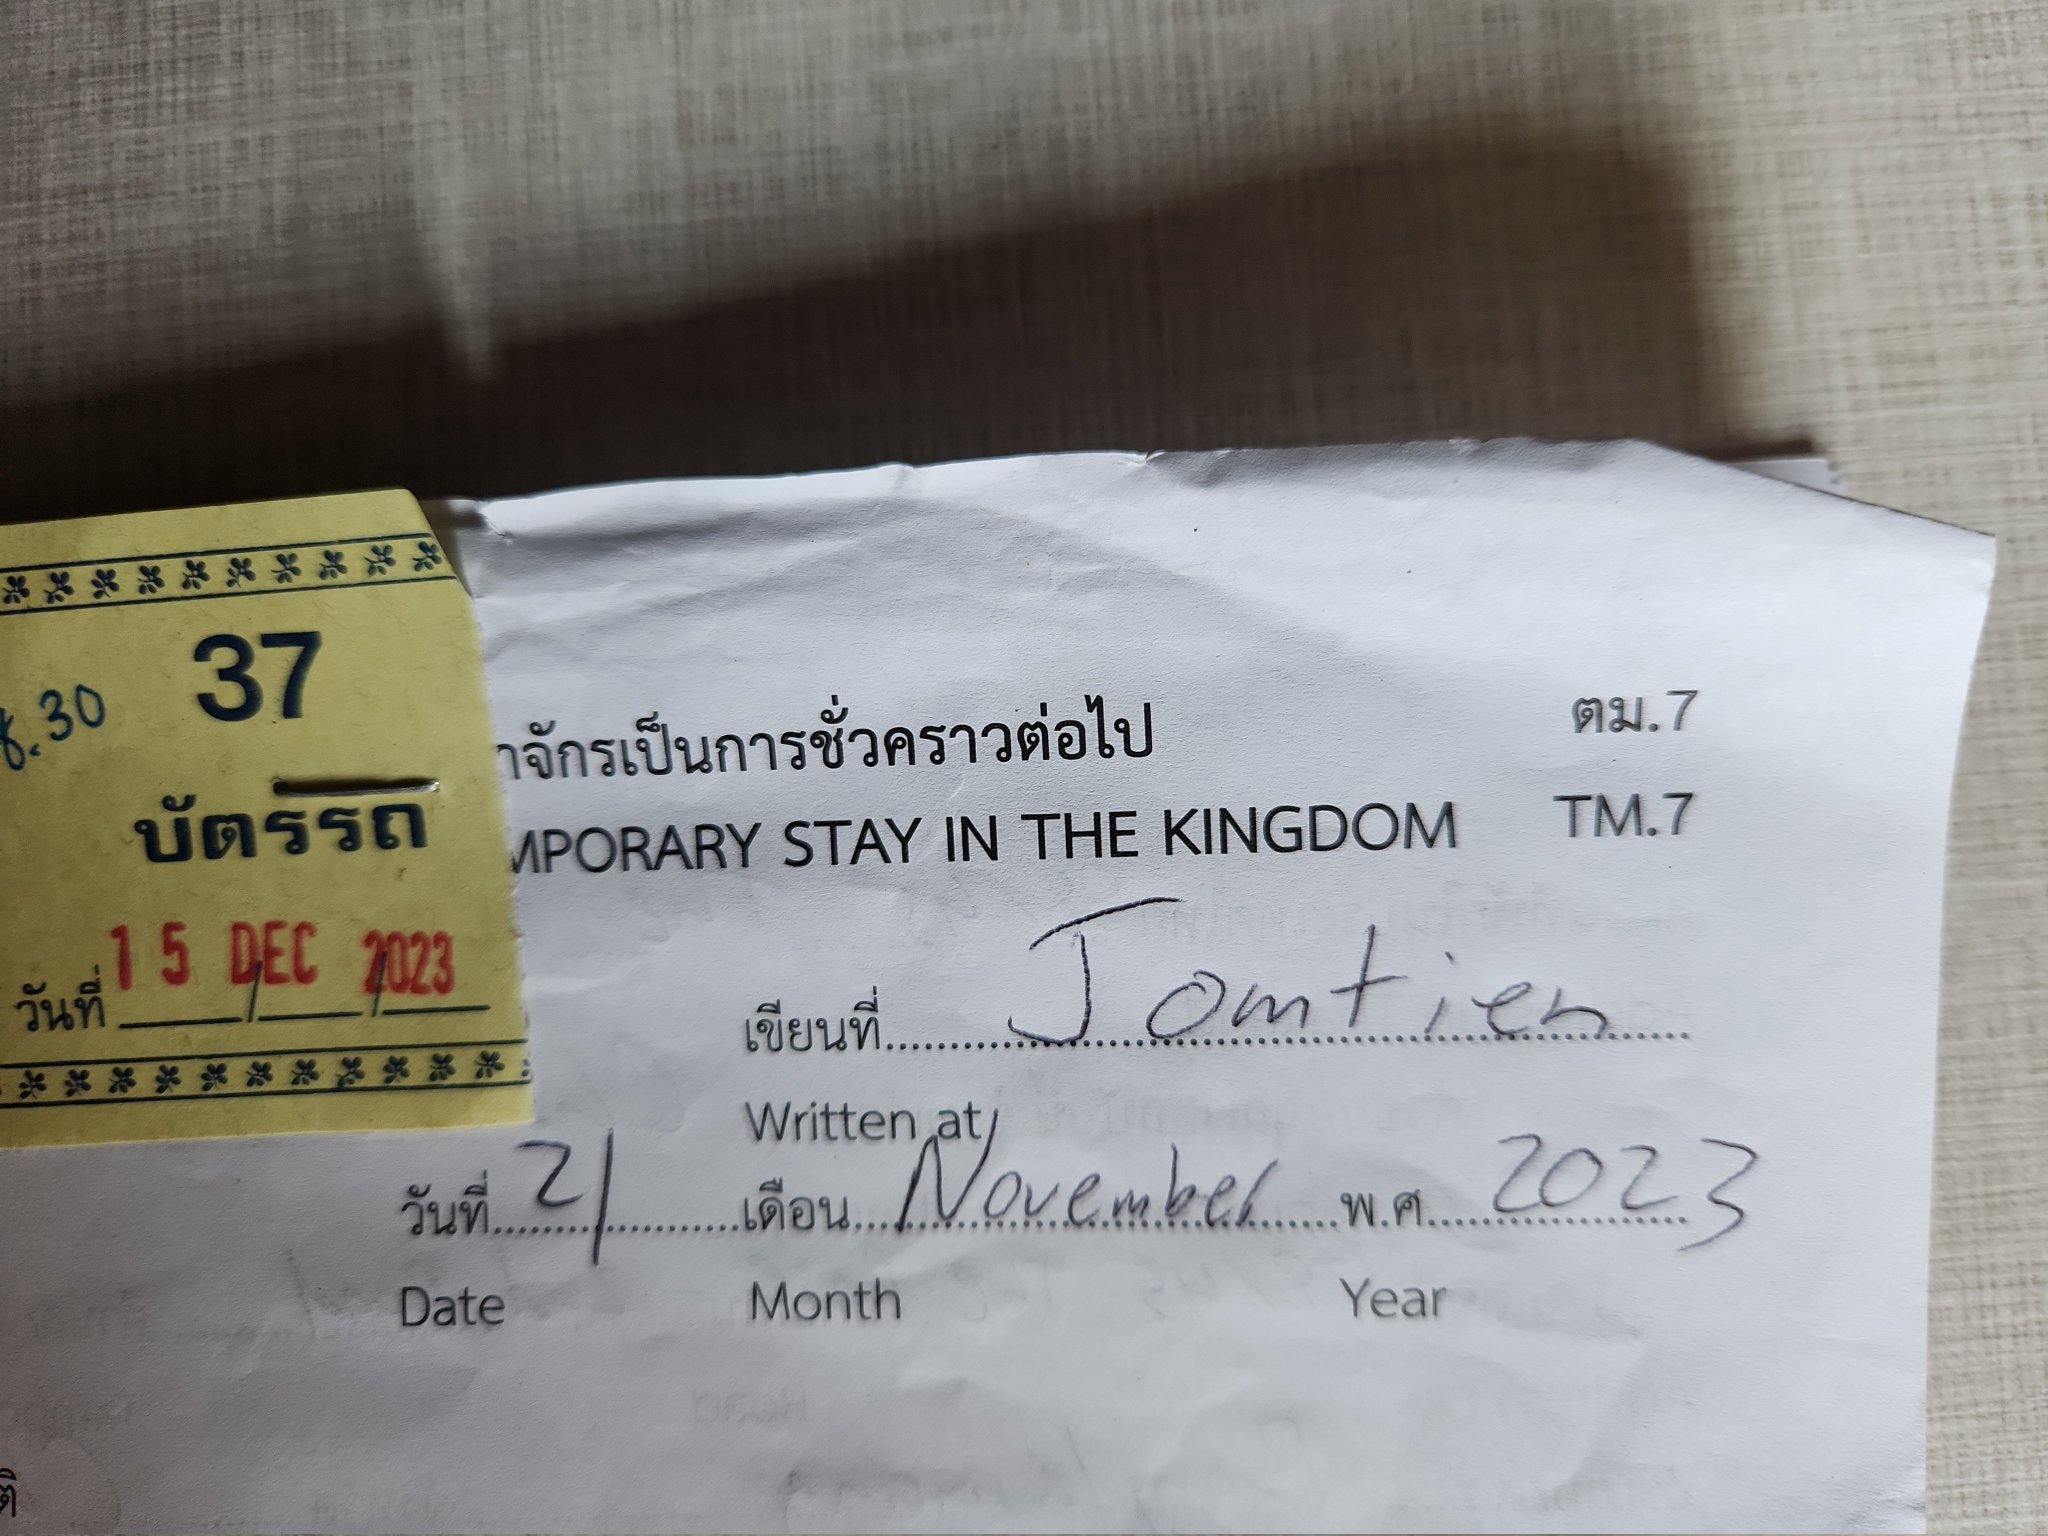 37
.30
บัตรรถ
วันที่ 15 DEC 2023
าจักรเป็นการชั่วคราวต่อไป
ตม.7
MPORARY STAY IN THE KINGDOM
TM.7
เขียนที่ Jomtien
Written at
วันที่ 21 เดือน November พ.ศ. 2023
Date Month Year